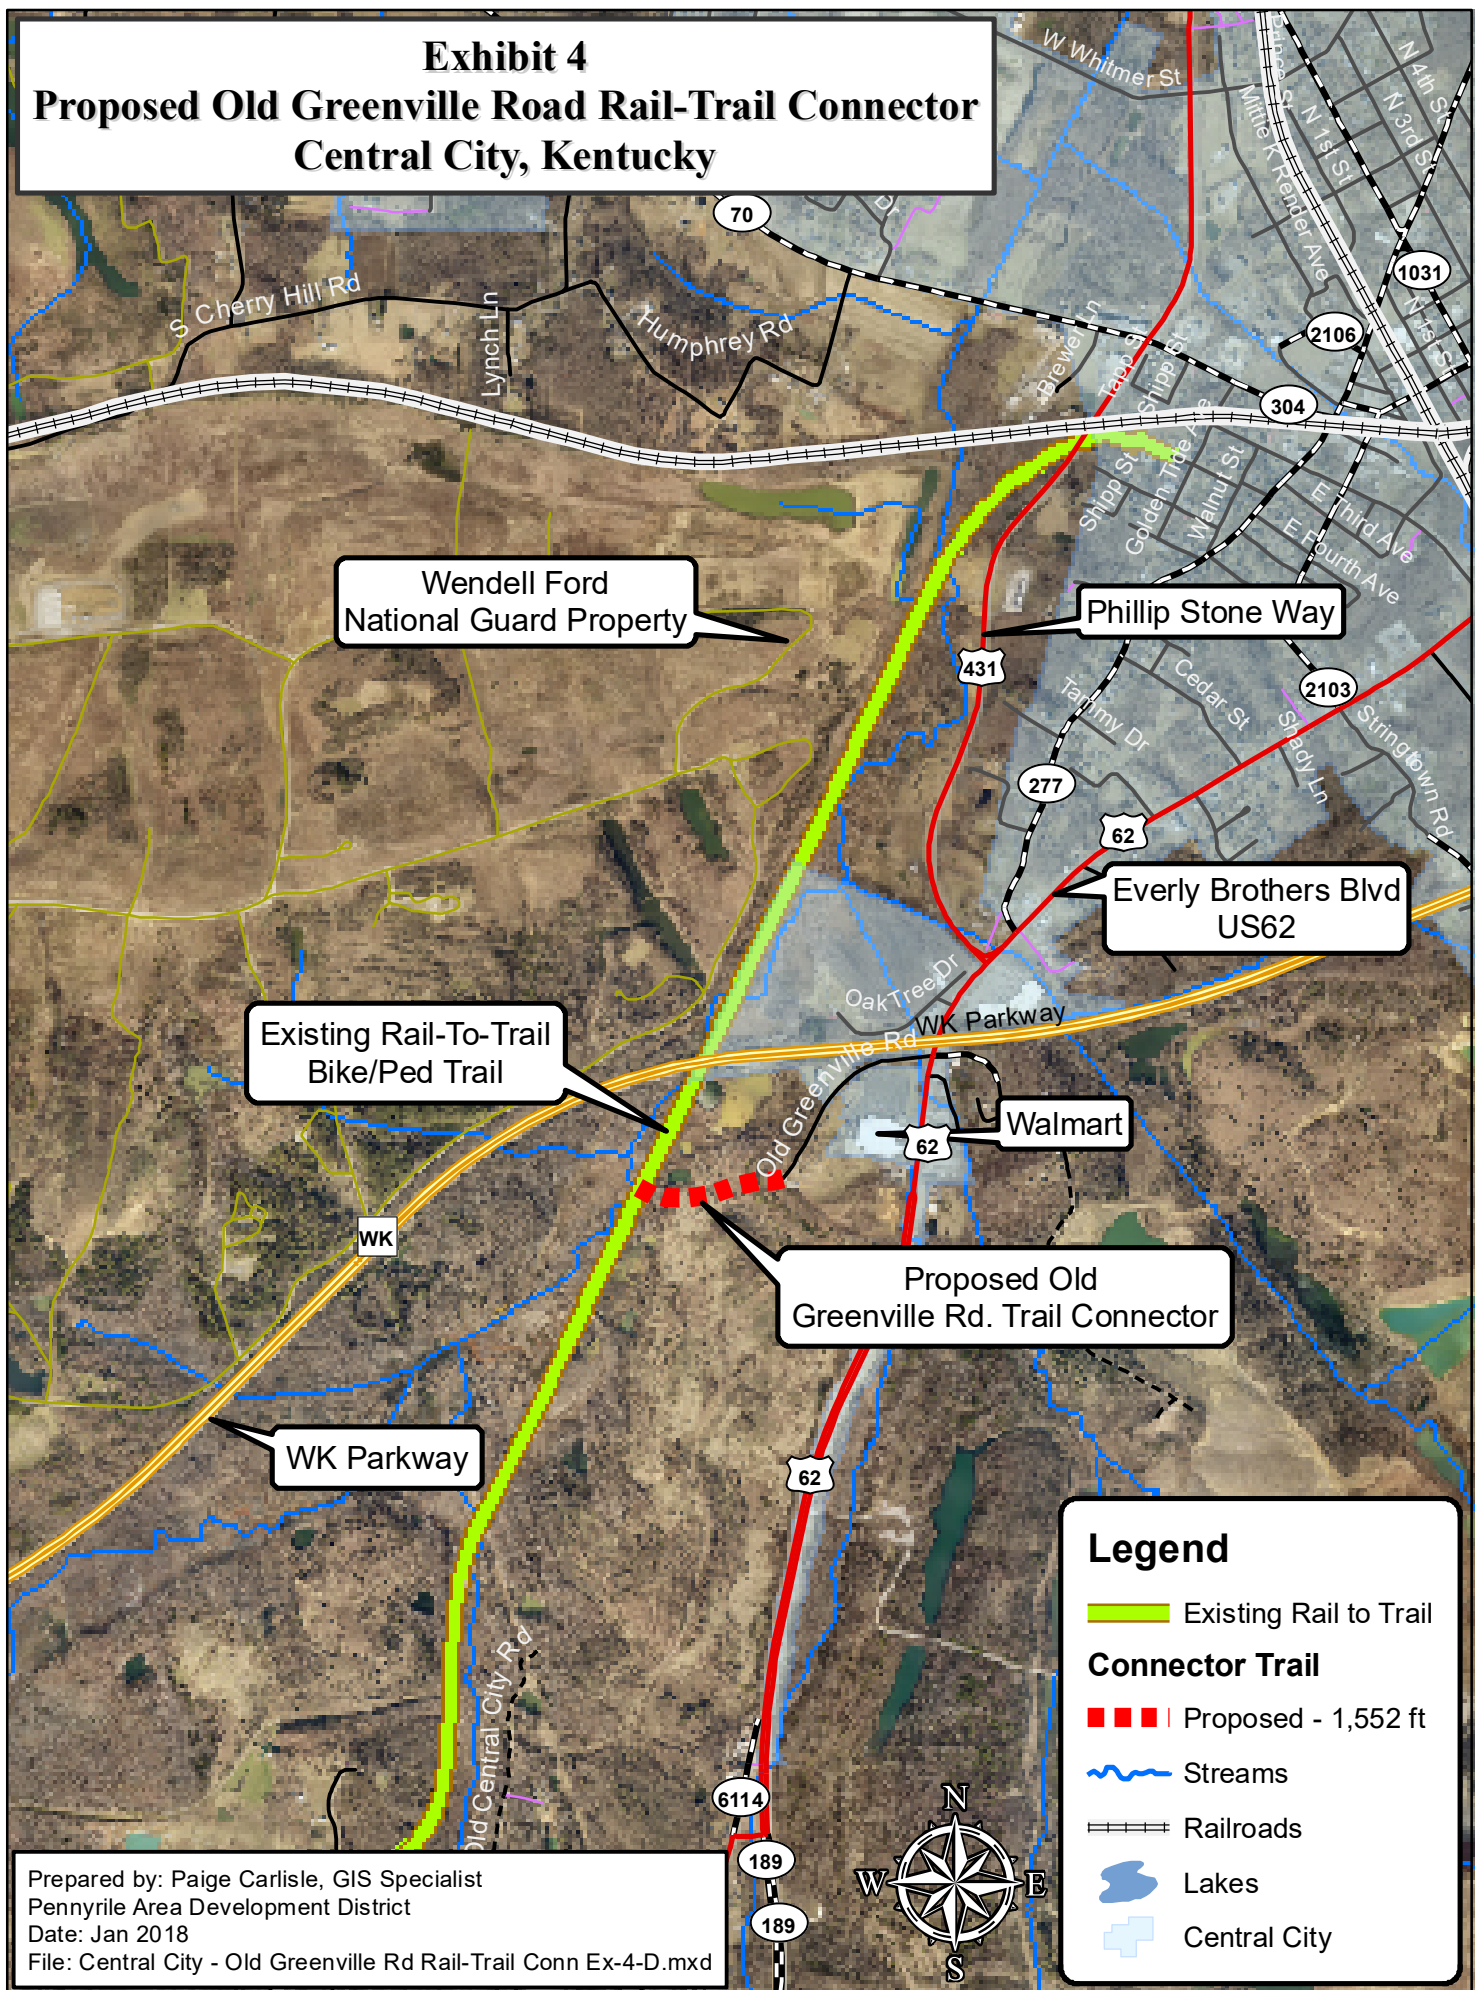 Exhibit 4
Proposed Old Greenville Road Rail-Trail Connector
Central City, Kentucky
W Whitmer St
Prince St
N 4th St
N 3rd St
N 1st St
Mittie K Render Ave
Dr
70
1031
S Cherry Hill Rd
Lynch Ln
Humphrey Rd
Brewer Ln
Tapp St
Shipp St
2106
N 1st St
304
Shipp St
Golden Tide Ave
Walnut St
E Third Ave
E Fourth Ave
Wendell Ford
National Guard Property
Phillip Stone Way
431
2103
Tammy Dr
Cedar St
Shady Ln
Stringtown Rd
277
62
Everly Brothers Blvd
US62
Oak Tree Dr
WK Parkway
Existing Rail-To-Trail
Bike/Ped Trail
Old Greenville Rd
Walmart
62
WK
Proposed Old
Greenville Rd. Trail Connector
WK Parkway
62
Old Central City Rd
6114
189
189
Legend
Existing Rail to Trail
Connector Trail
Proposed - 1,552 ft
Streams
Railroads
Lakes
Central City
N
W
E
S
Prepared by: Paige Carlisle, GIS Specialist
Pennyrile Area Development District
Date: Jan 2018
File: Central City - Old Greenville Rd Rail-Trail Conn Ex-4-D.mxd